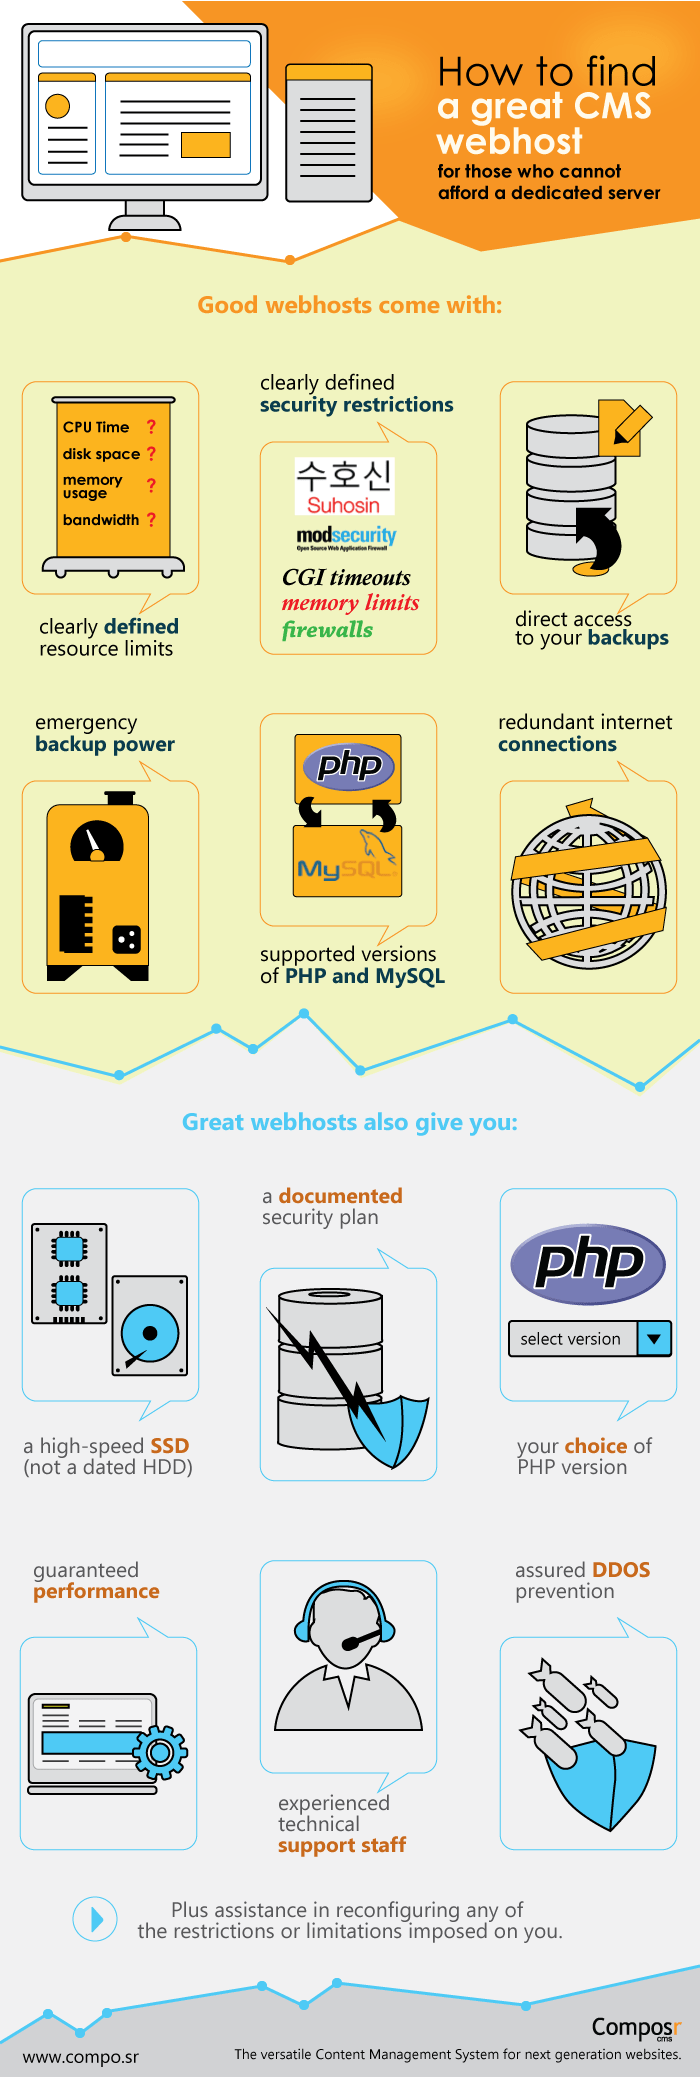 How to find
a great CMS
webhost
for those who cannot
afford a dedicated server
Good webhosts come with:
CPU Time ?
disk space ?
memory
usage ?
bandwidth ?
clearly defined
resource limits
clearly defined
security restrictions
수호신
Suhosin
modsecurity
Open Source Web Application Firewall
CGI timeouts
memory limits
firewalls
direct access
to your backups
emergency
backup power
php
MySQL
supported versions
of PHP and MySQL
redundant internet
connections
Great webhosts also give you:
a high-speed SSD
(not a dated HDD)
a documented
security plan
php
select version
your choice of
PHP version
guaranteed
performance
experienced
technical
support staff
assured DDOS
prevention
Plus assistance in reconfiguring any of
the restrictions or limitations imposed on you.
Composr
cms
www.compo.sr
The versatile Content Management System for next generation websites.